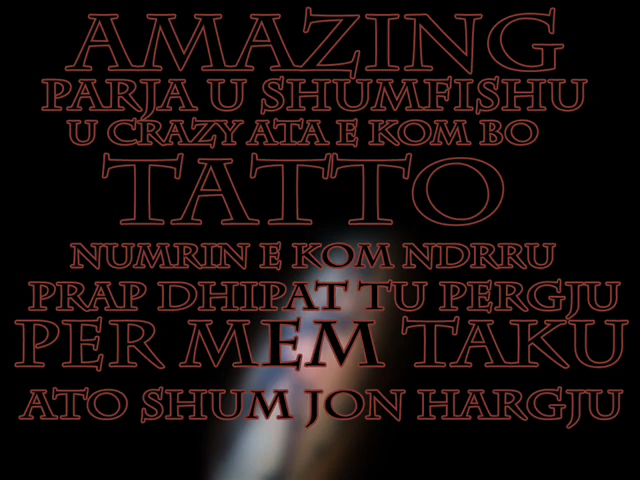 AMAZING
PARJA U SHUMFISHU
U CRAZY ATA E KOM BO
TATTO
NUMRIN E KOM NDRRU
PRAP DHIPAT TU PERGJU
PER MEM TAKU
ATO SHUM JON HARGJU